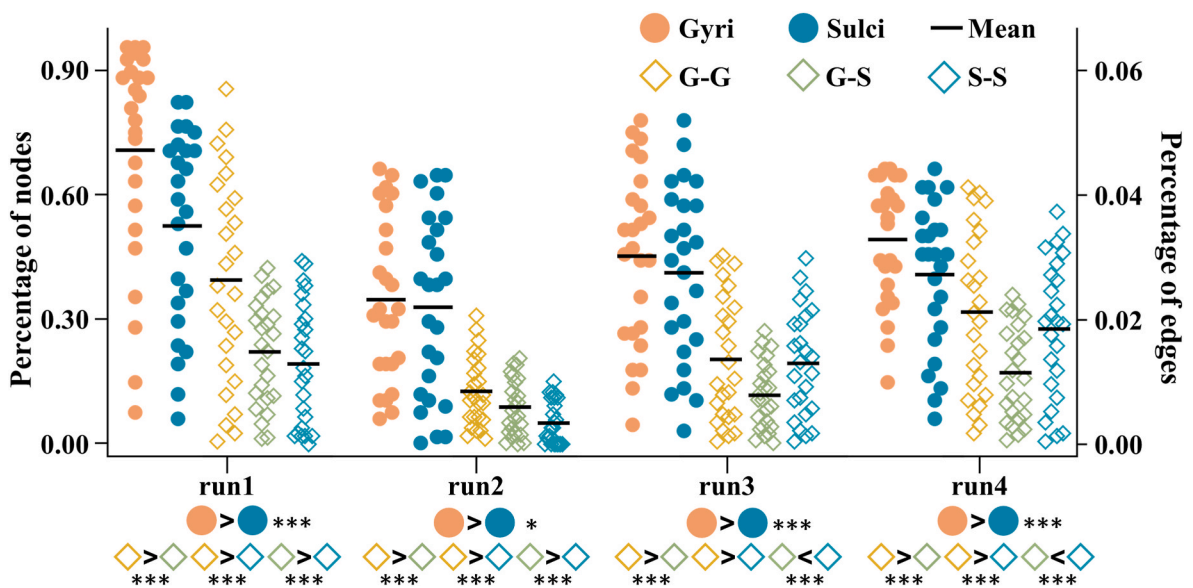 Gyri Sulci Mean
G-G G-S S-S
Percentage of nodes
0.90
0.60
0.30
0.00
Percentage of edges
0.06
0.04
0.02
0.00
run1 run2 run3 run4
> *** > * > *** > ***
> > > > > > > > < > > <
*** *** *** *** *** *** *** *** *** *** ***